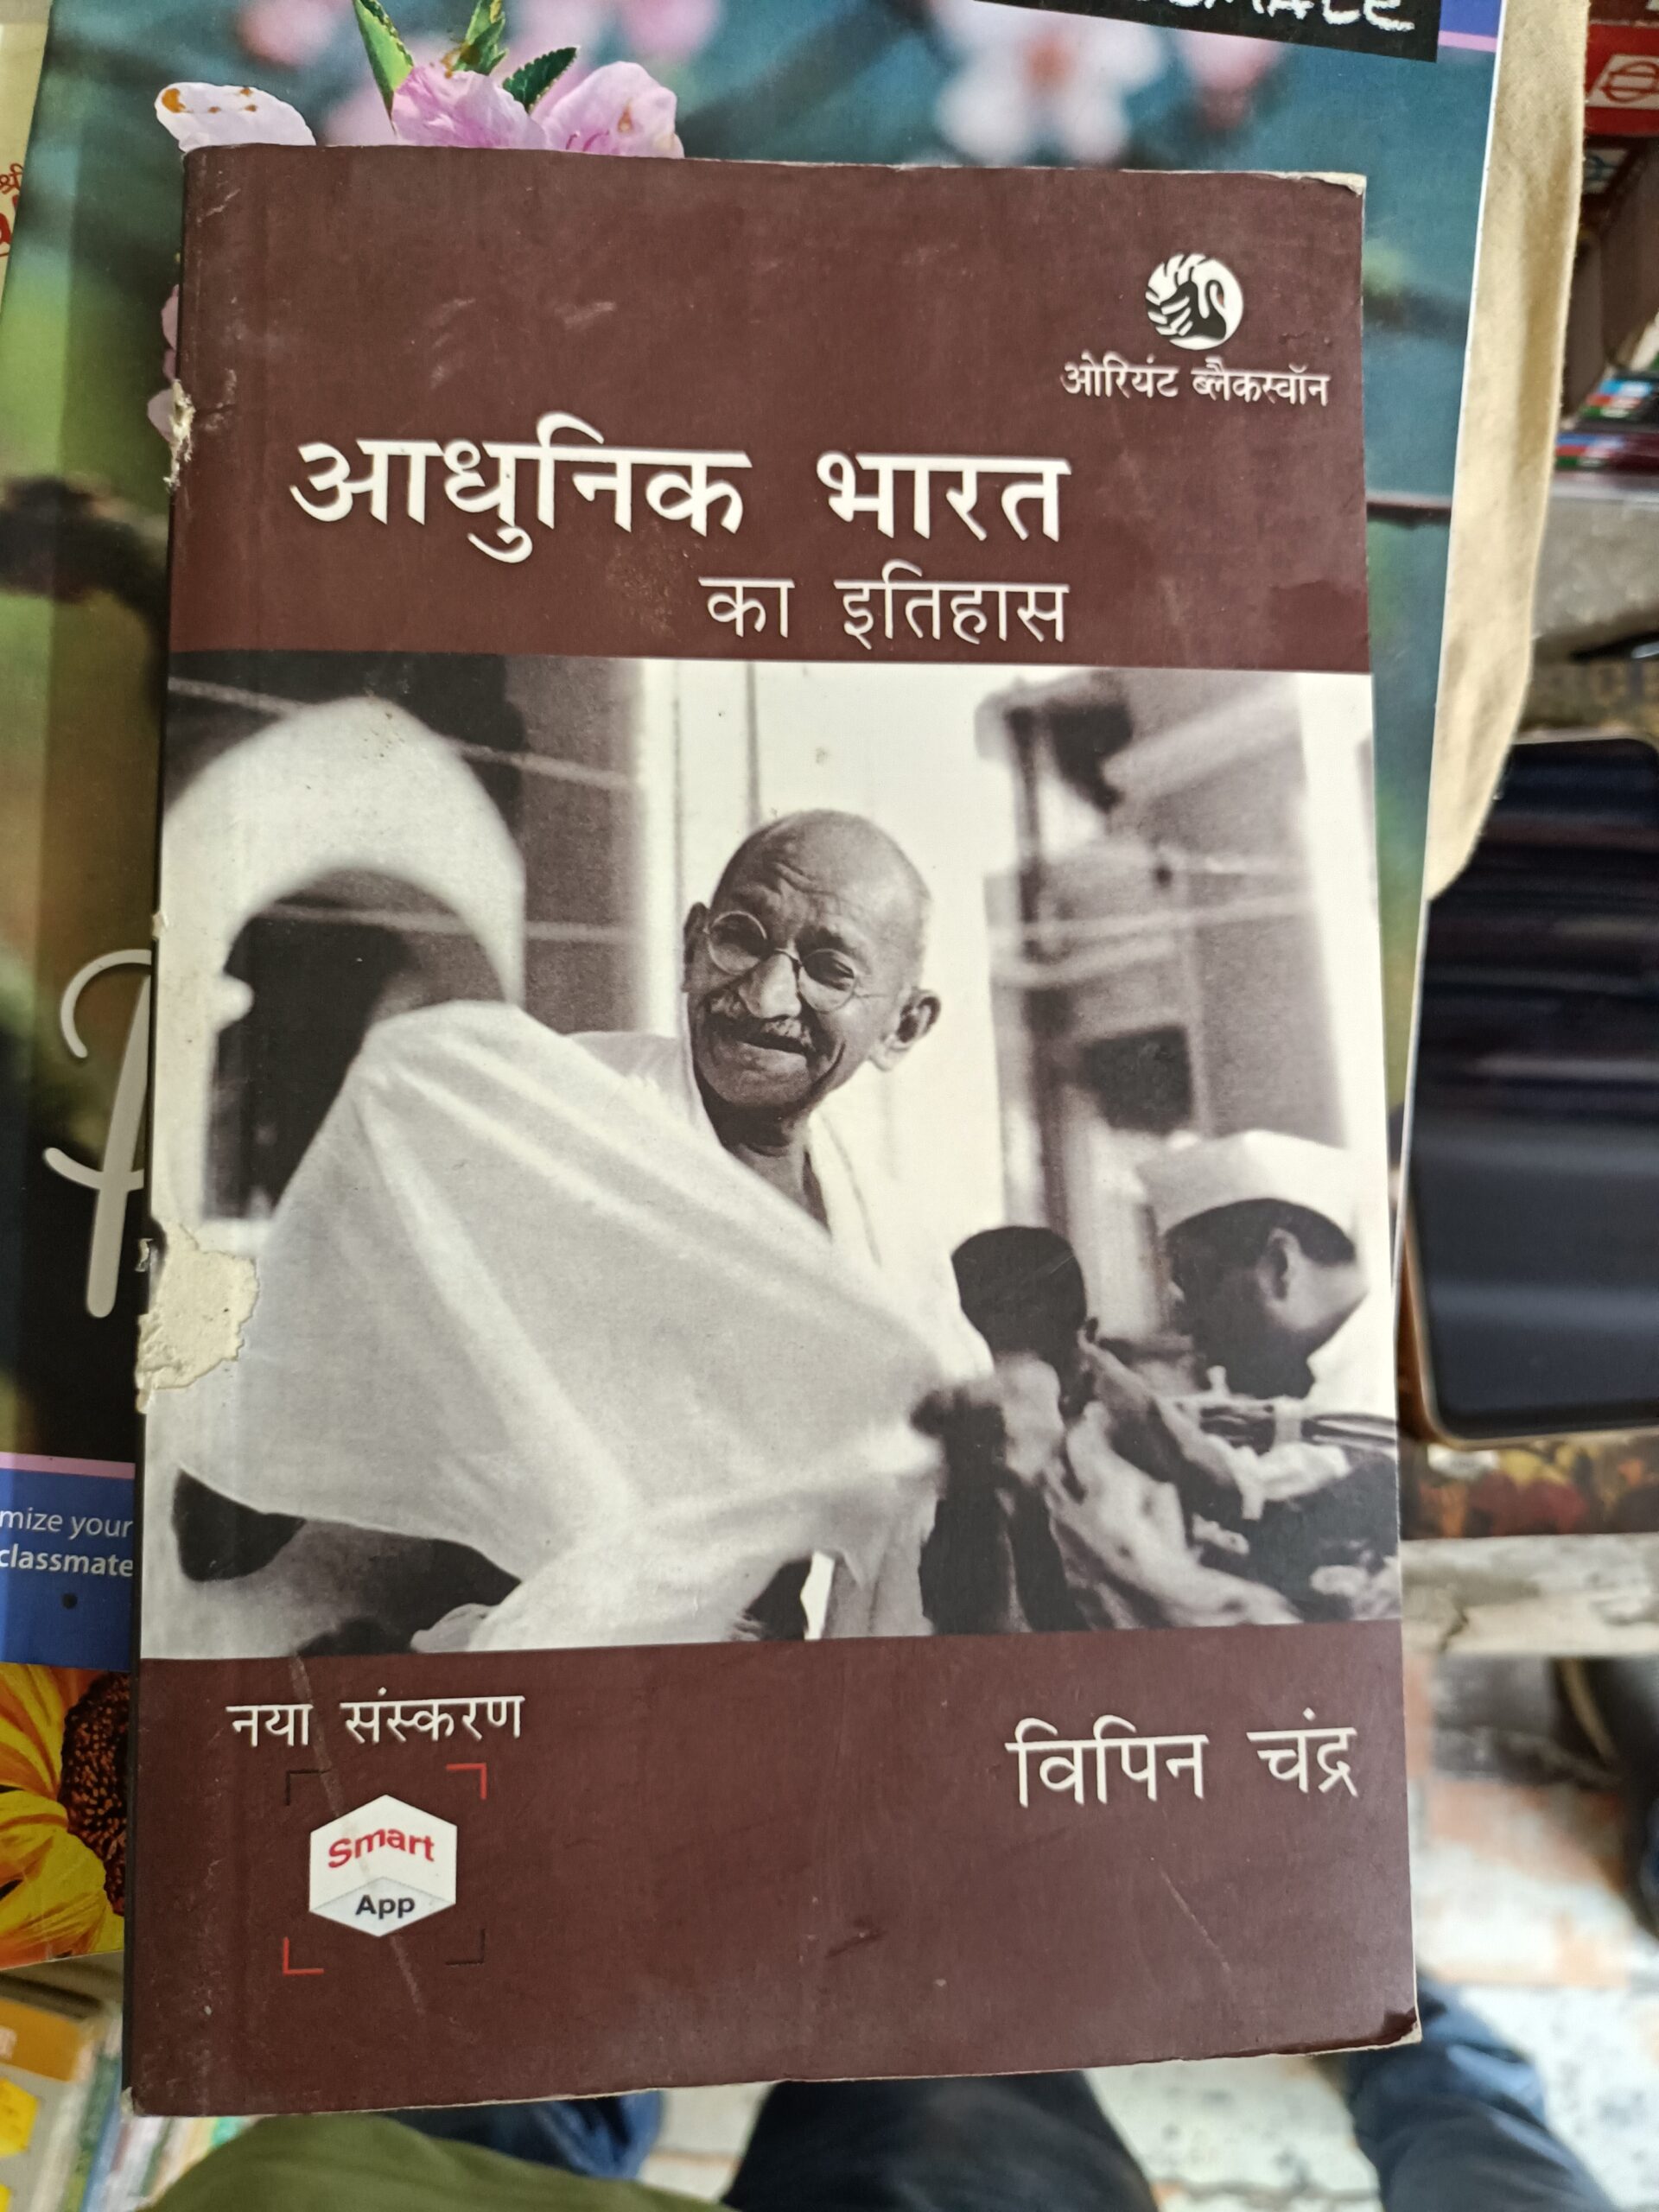 ओरियंट ब्लैकस्वॉन
आधुनिक भारत
का इतिहास
नया संस्करण
विपिन चंद्र
Smart
App
mize your
classmate